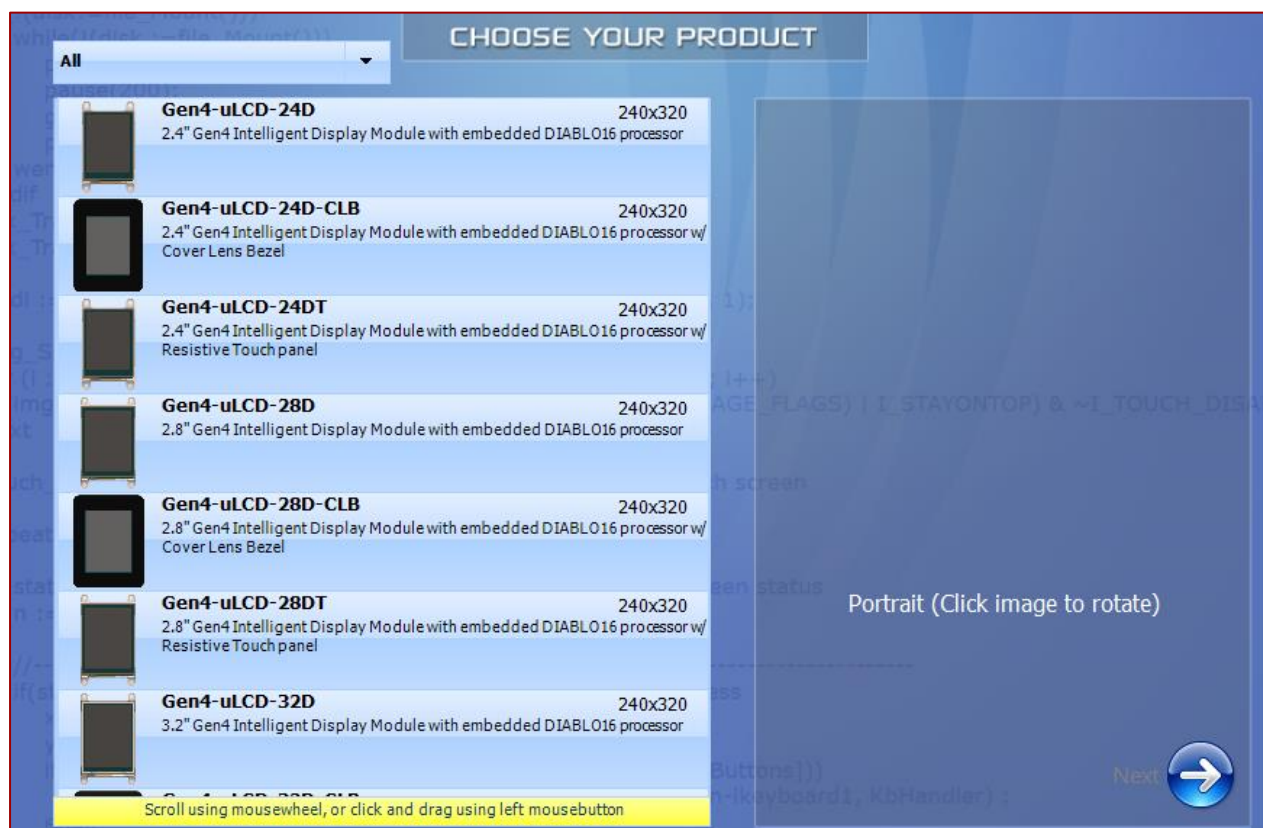 CHOOSE YOUR PRODUCT
All
Gen4-uLCD-24D 240x320
2.4" Gen4 Intelligent Display Module with embedded DIABLO16 processor
Gen4-uLCD-24D-CLB 240x320
2.4" Gen4 Intelligent Display Module with embedded DIABLO16 processor w/
Cover Lens Bezel
Gen4-uLCD-24DT 240x320
2.4" Gen4 Intelligent Display Module with embedded DIABLO16 processor w/
Resistive Touch panel
Gen4-uLCD-28D 240x320
2.8" Gen4 Intelligent Display Module with embedded DIABLO16 processor
Gen4-uLCD-28D-CLB 240x320
2.8" Gen4 Intelligent Display Module with embedded DIABLO16 processor w/
Cover Lens Bezel
Gen4-uLCD-28DT 240x320
2.8" Gen4 Intelligent Display Module with embedded DIABLO16 processor w/
Resistive Touch panel
Gen4-uLCD-32D 240x320
3.2" Gen4 Intelligent Display Module with embedded DIABLO16 processor
Scroll using mousewheel, or click and drag using left mousebutton
Portrait (Click image to rotate)
Next